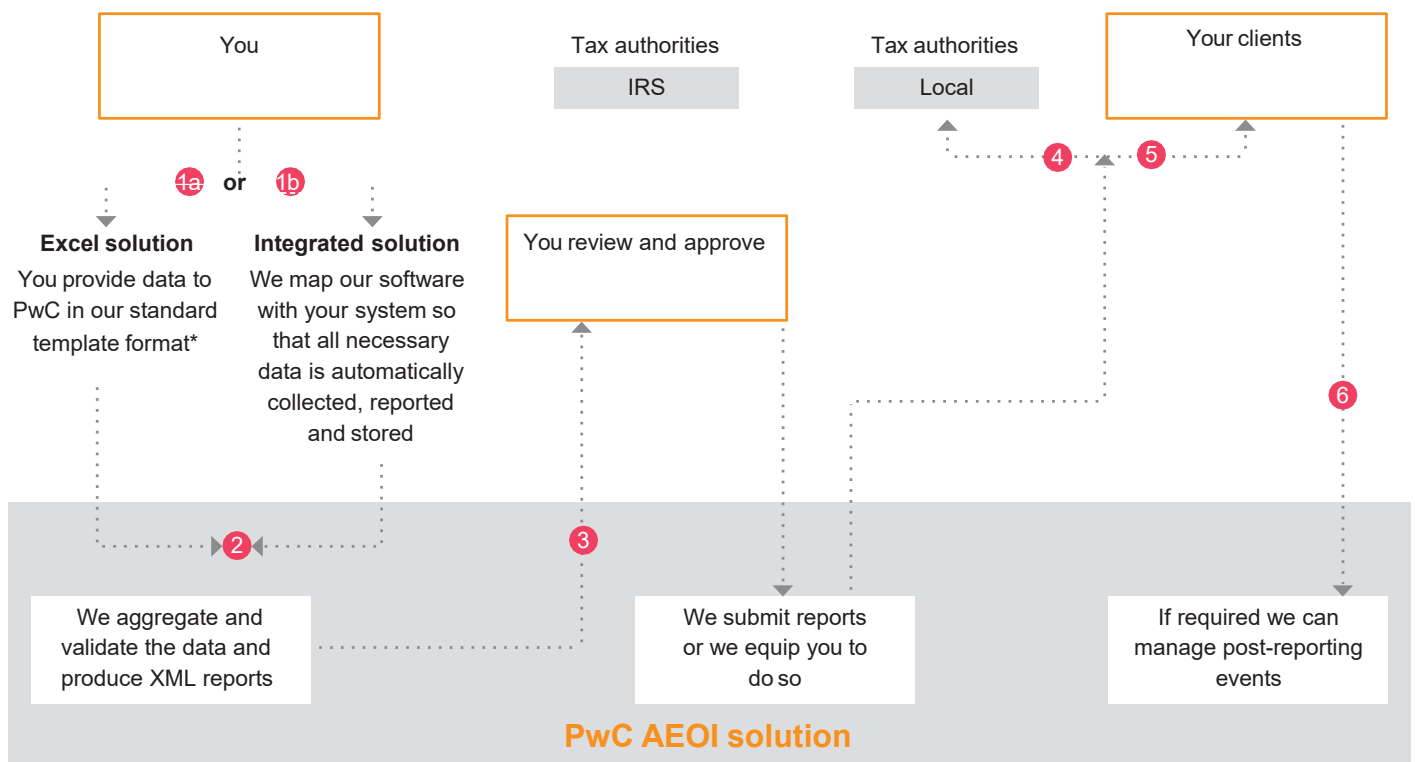 You
Tax authorities
IRS
Tax authorities
Local
Your clients
4
5
1a or 1b
Excel solution
You provide data to
PwC in our standard
template format*
Integrated solution
We map our software
with your system so
that all necessary
data is automatically
collected, reported
and stored
You review and approve
6
2
3
We aggregate and
validate the data and
produce XML reports
We submit reports
or we equip you to
do so
If required we can
manage post-reporting
events
PwC AEOI solution